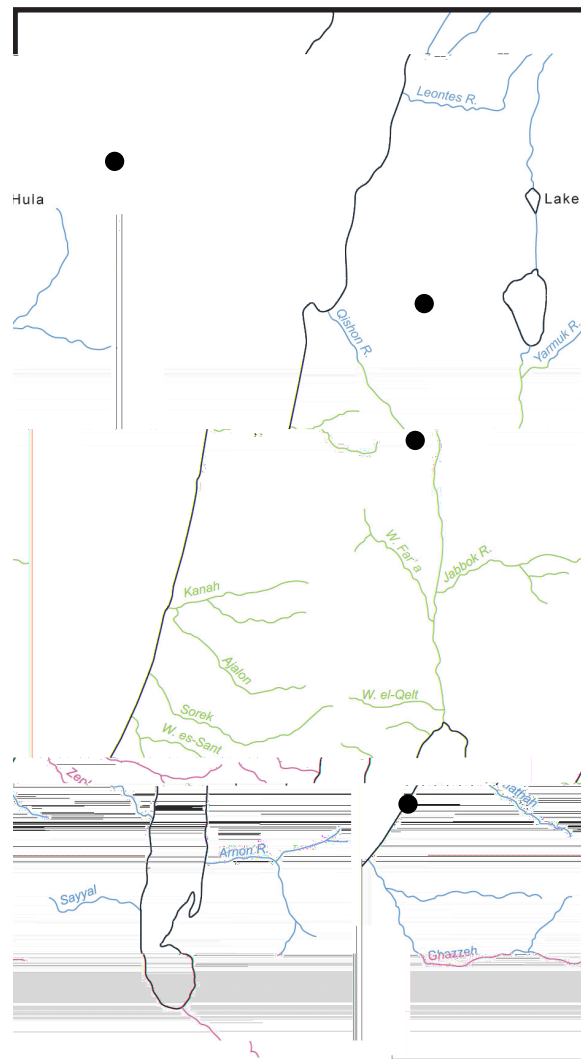 Leontes R.
Hula
Lake
Qishon R.
Yarmuk R.
W. Far'a
Jabbok R.
Kanah
Ajalon
W. el-Qelt
Sorek
W. es-Sant
Arnon R.
Sayyal
Ghazzeh